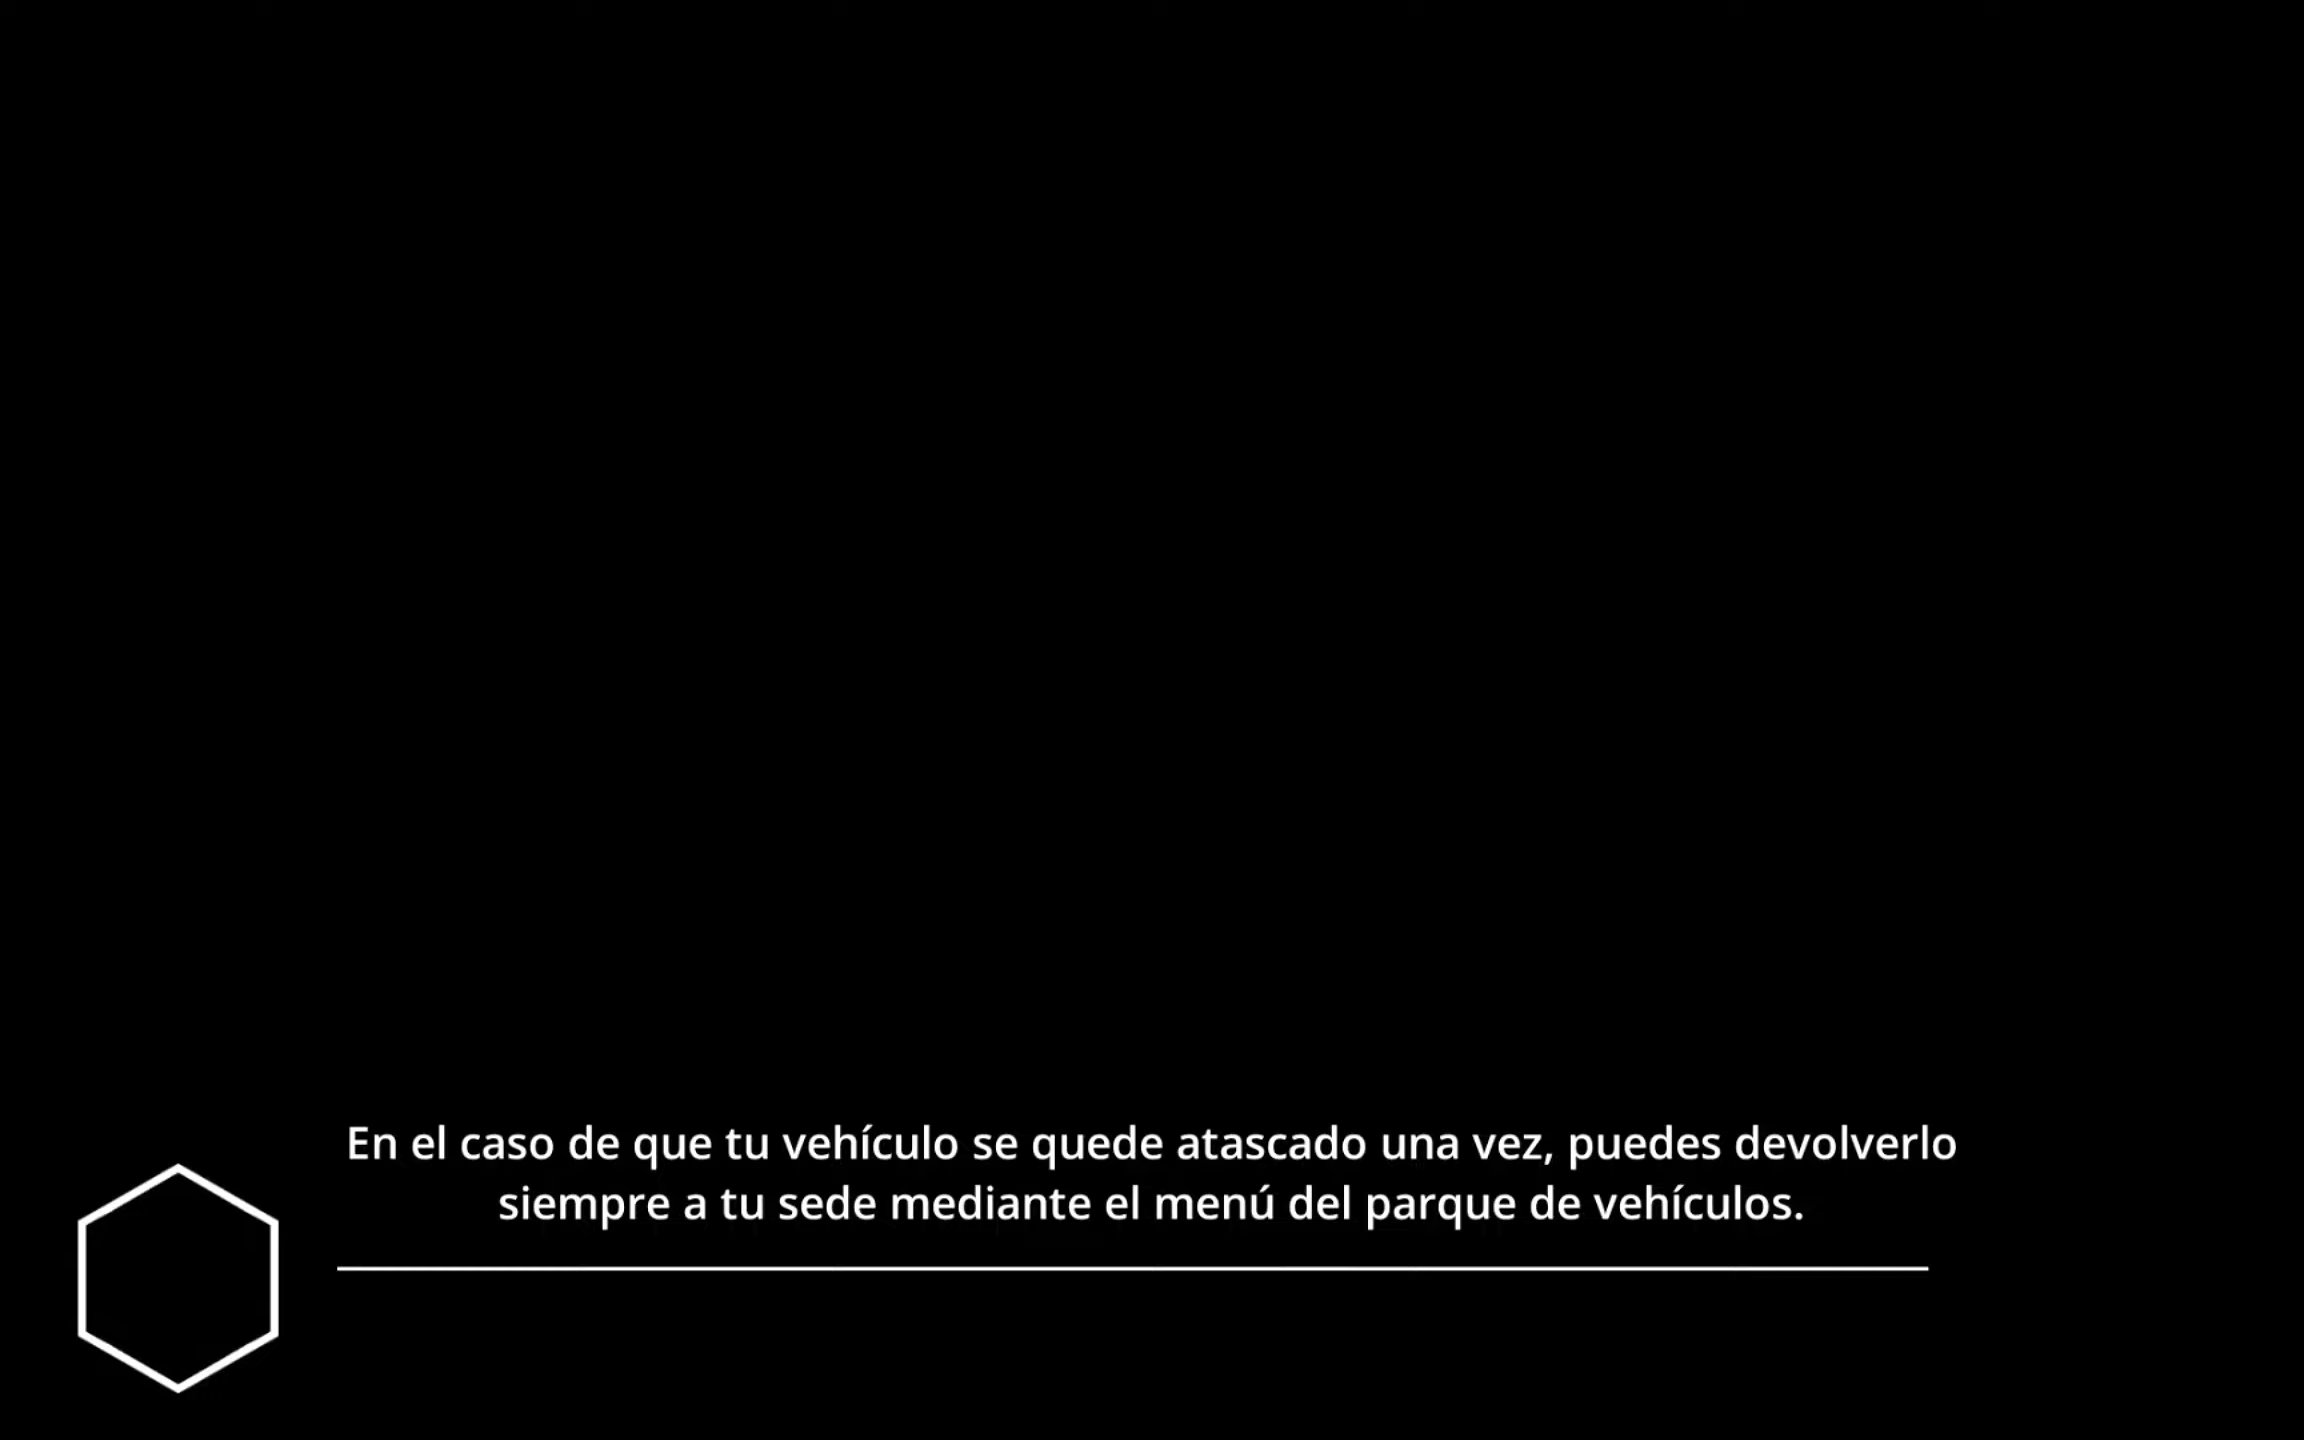 En el caso de que tu vehículo se quede atascado una vez, puedes devolverlo
siempre a tu sede mediante el menú del parque de vehículos.